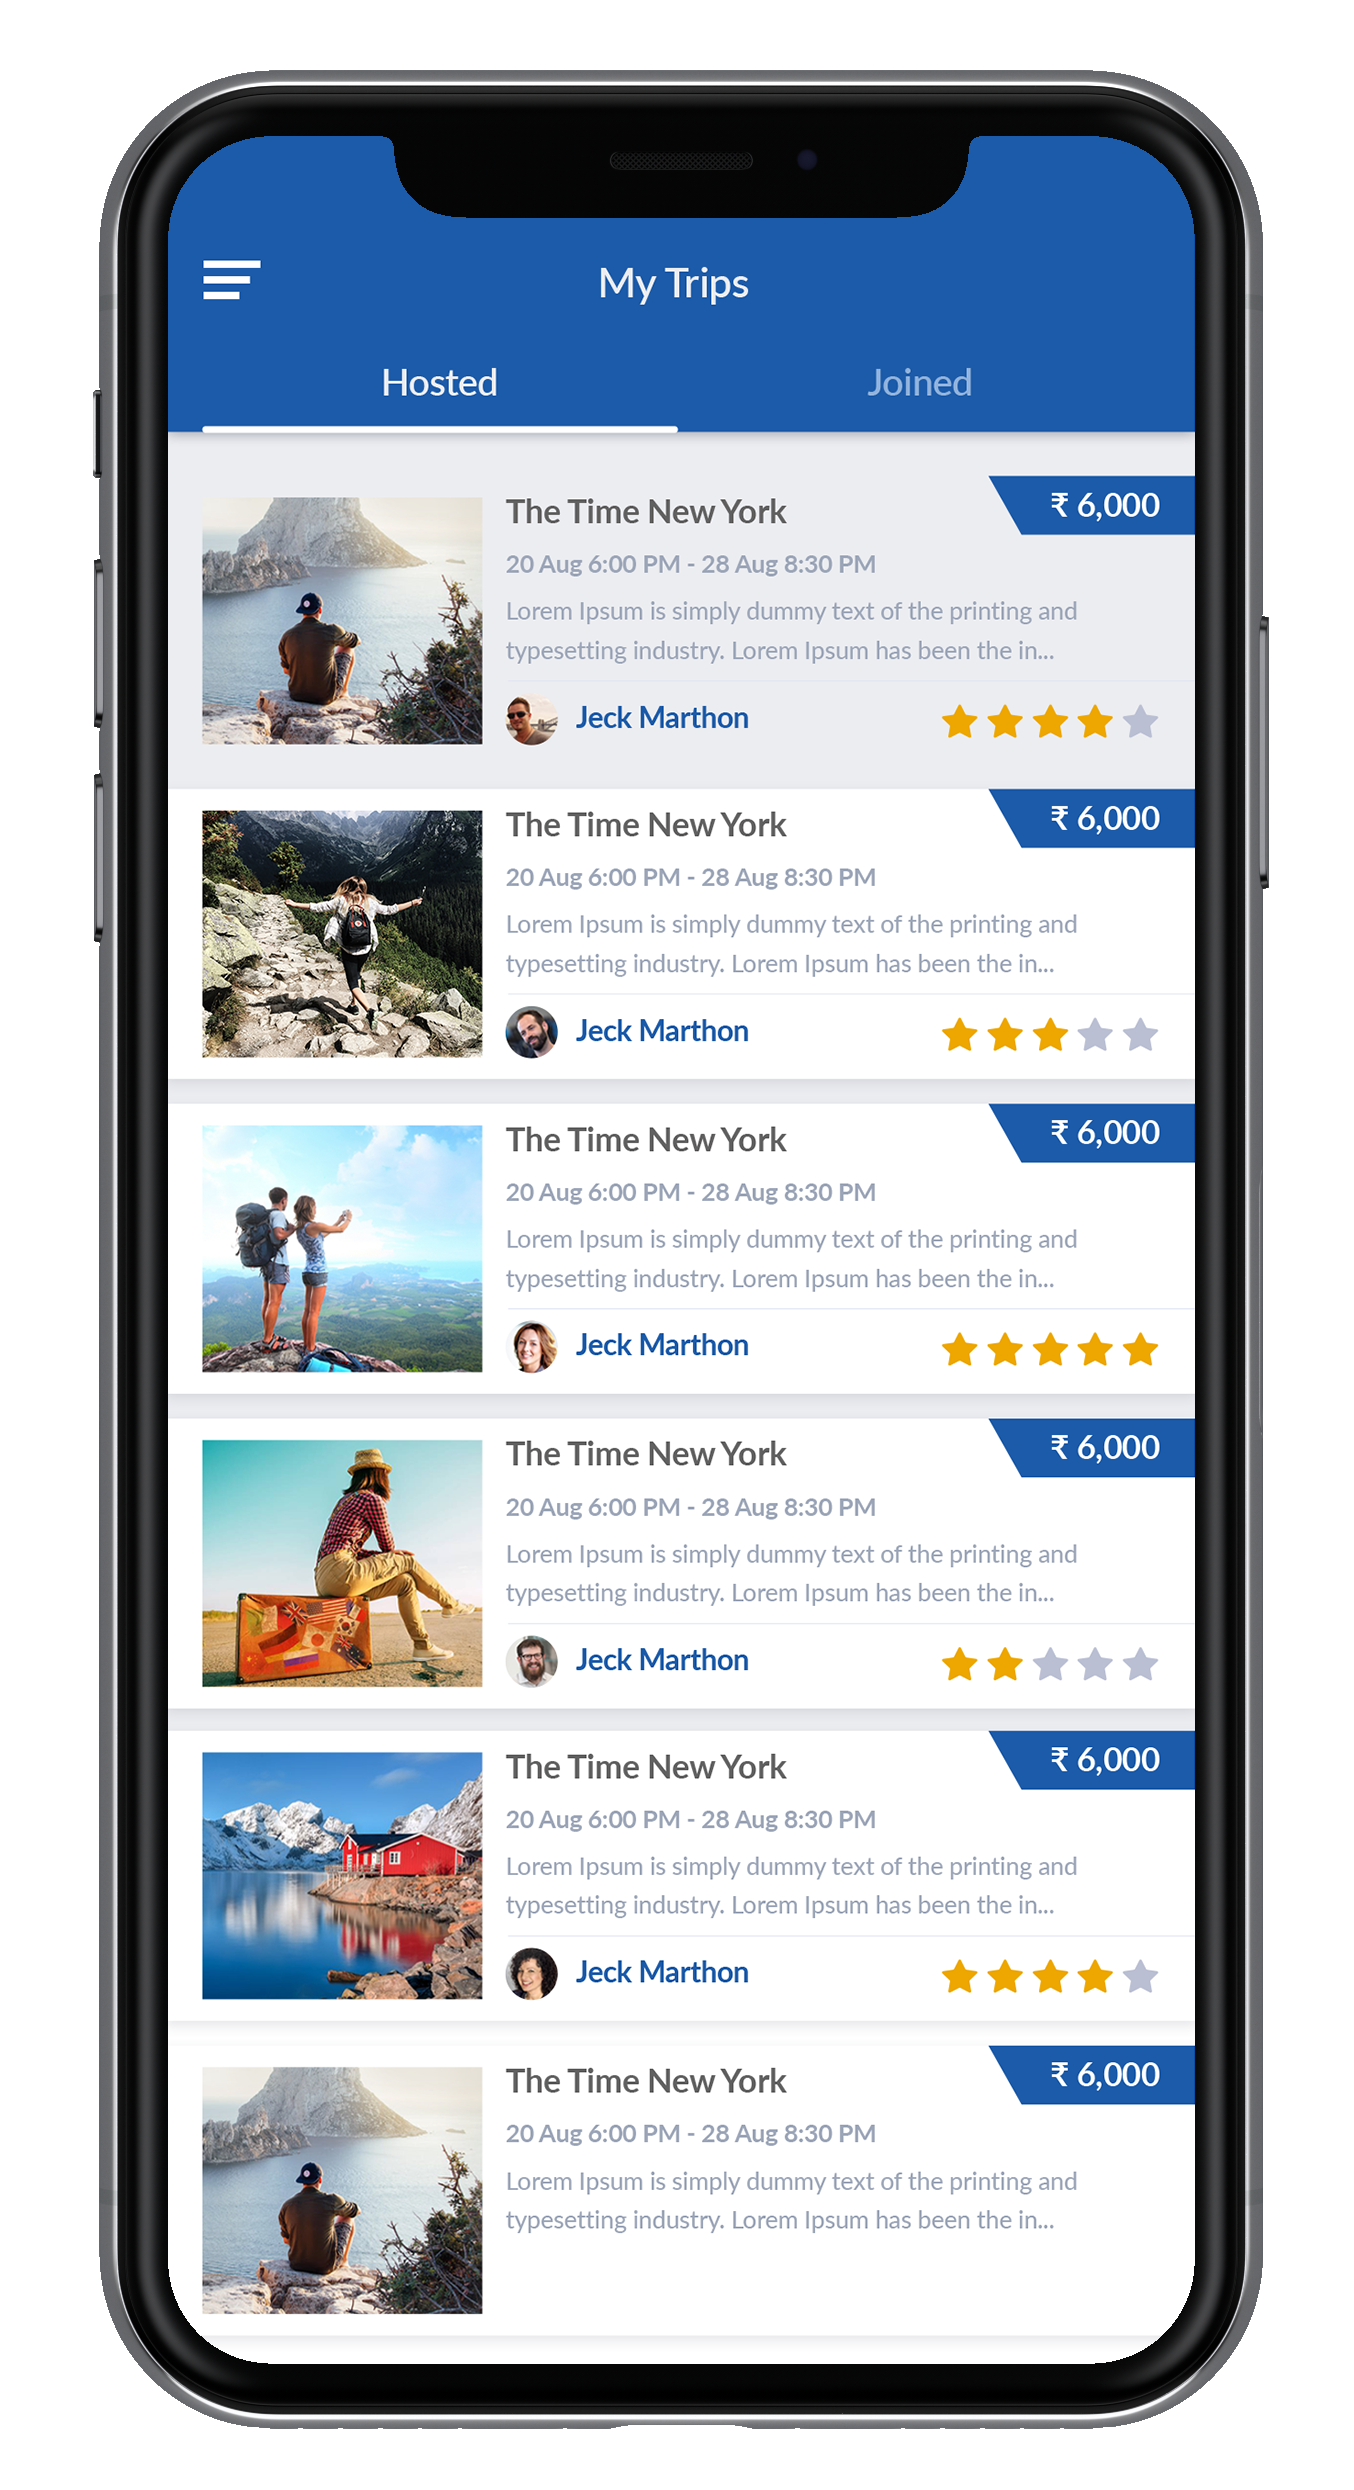 My Trips
Hosted
Joined
The Time New York
₹ 6,000
20 Aug 6:00 PM - 28 Aug 8:30 PM
Lorem Ipsum is simply dummy text of the printing and
typesetting industry. Lorem Ipsum has been the in...
Jeck Marthon
The Time New York
₹ 6,000
20 Aug 6:00 PM - 28 Aug 8:30 PM
Lorem Ipsum is simply dummy text of the printing and
typesetting industry. Lorem Ipsum has been the in...
Jeck Marthon
The Time New York
₹ 6,000
20 Aug 6:00 PM - 28 Aug 8:30 PM
Lorem Ipsum is simply dummy text of the printing and
typesetting industry. Lorem Ipsum has been the in...
Jeck Marthon
The Time New York
₹ 6,000
20 Aug 6:00 PM - 28 Aug 8:30 PM
Lorem Ipsum is simply dummy text of the printing and
typesetting industry. Lorem Ipsum has been the in...
Jeck Marthon
The Time New York
₹ 6,000
20 Aug 6:00 PM - 28 Aug 8:30 PM
Lorem Ipsum is simply dummy text of the printing and
typesetting industry. Lorem Ipsum has been the in...
Jeck Marthon
The Time New York
₹ 6,000
20 Aug 6:00 PM - 28 Aug 8:30 PM
Lorem Ipsum is simply dummy text of the printing and
typesetting industry. Lorem Ipsum has been the in...